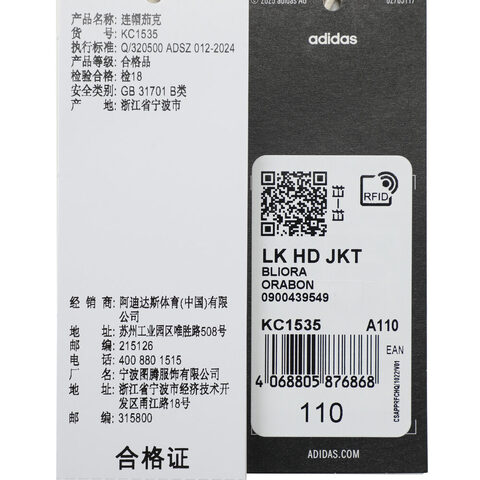 产品名称: 连帽茄克
货 号: KC1535
执行标准: Q/320500 ADSZ 012-2024
产品等级: 合格品
检验合格: 检18
安全类别: GB 31701 B类
产 地: 浙江省宁波市
经 销 商: 阿迪达斯体育(中国)有限
公司
地 址: 苏州工业园区唯胜路508号
邮 编: 215126
电 话: 400 880 1515
厂 名: 宁波图腾服饰有限公司
地 址: 浙江省宁波市经济技术开
发区甬江路18号
邮 编: 315800
合格证
adidas
RFID
LK HD JKT
BLIORA
ORABON
0900439549
KC1535 A110
EAN
4 068805 876868
110
ADIDAS.COM